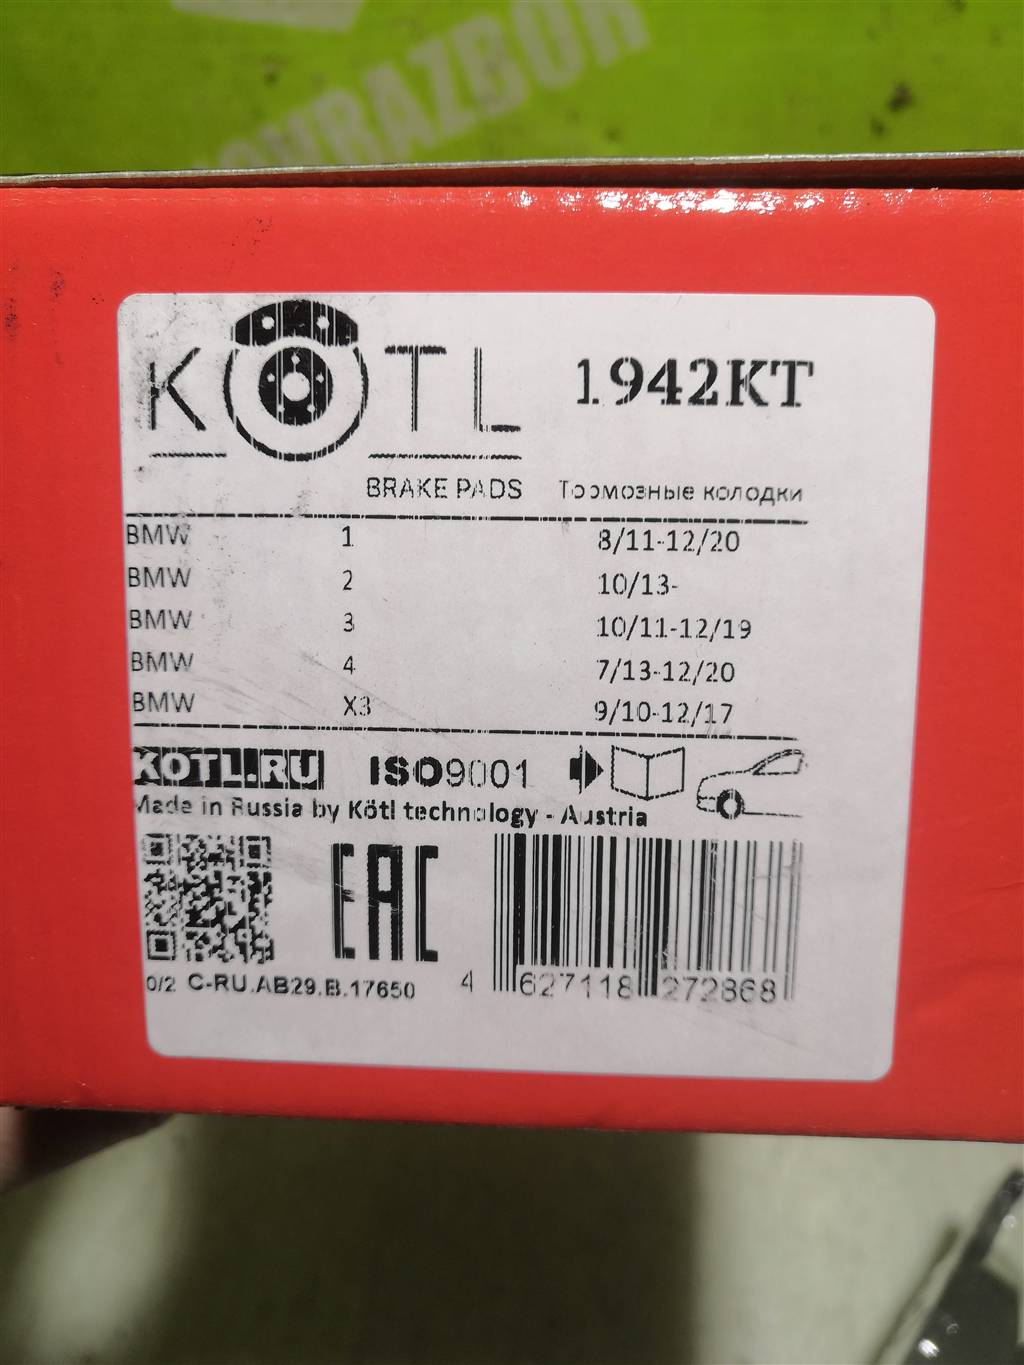 KÖTL 1942KT
BRAKE PADS Тормозные колодки
BMW 1 8/11-12/20
BMW 2 10/13-
BMW 3 10/11-12/19
BMW 4 7/13-12/20
BMW X3 9/10-12/17
KOTL.RU ISO9001
Made in Russia by Kötl technology - Austria
EAC
0/2 C-RU.AB29.B.17650
4 627118 272868